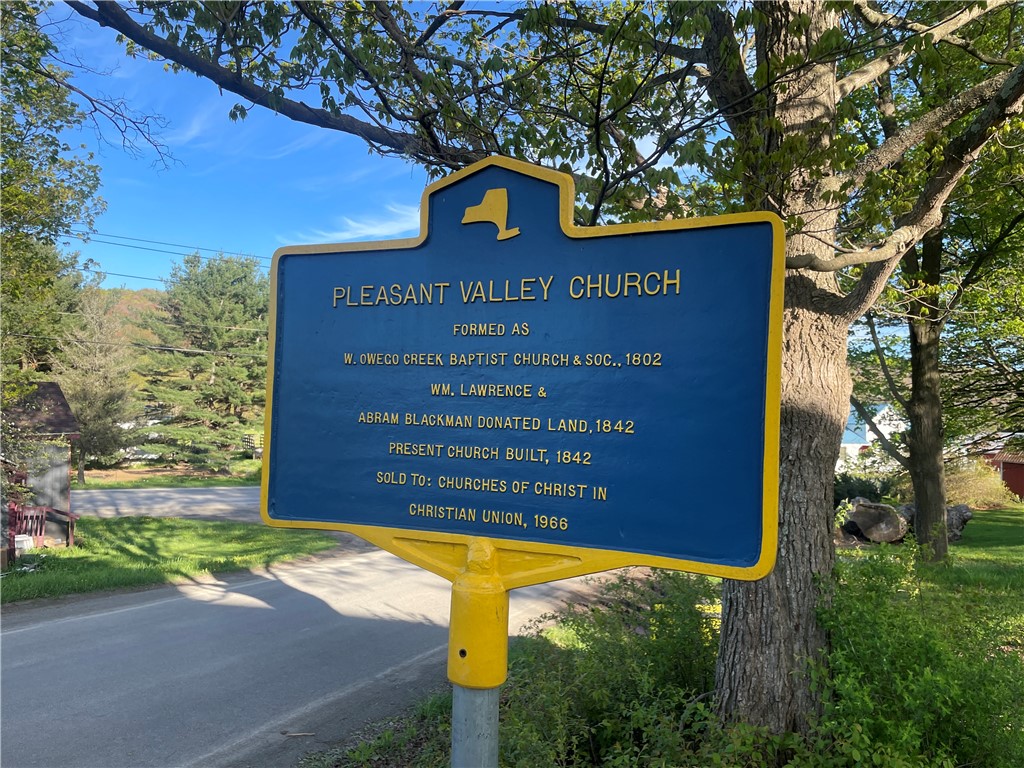 PLEASANT VALLEY CHURCH
FORMED AS
W. OWEGO CREEK BAPTIST CHURCH & SOC., 1802
WM. LAWRENCE &
ABRAM BLACKMAN DONATED LAND, 1842
PRESENT CHURCH BUILT, 1842
SOLD TO: CHURCHES OF CHRIST IN
CHRISTIAN UNION, 1966